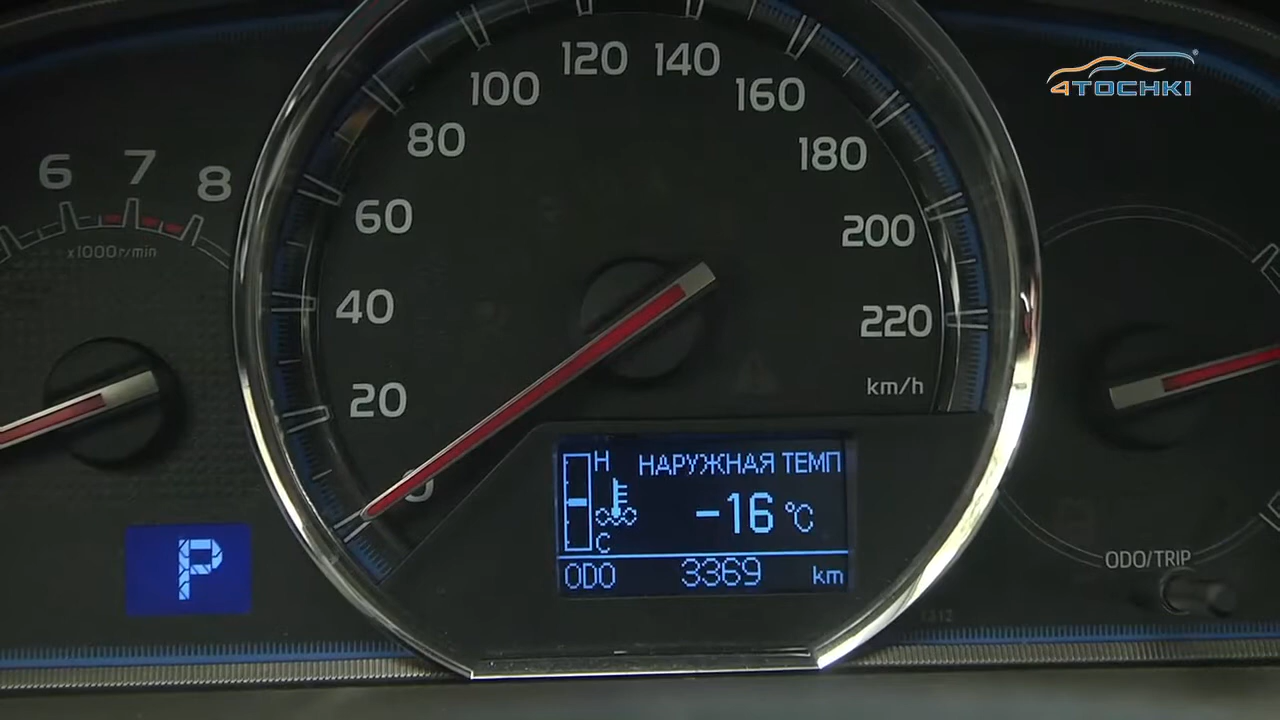 4TOCHKI
6 7 8
x1000r/min
0 20 40 60 80 100 120 140 160 180 200 220
km/h
H
НАРУЖНАЯ ТЕМП
-16 °C
C
ODO 3369 km
P
ODO/TRIP